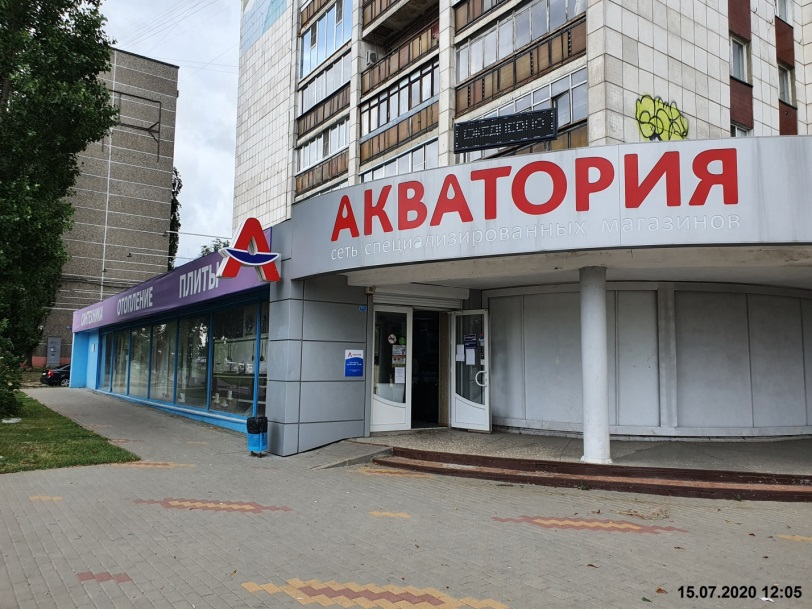 АКВАТОРИЯ
сеть специализированных магазинов
САНТЕХНИКА ОТОПЛЕНИЕ ПЛИТЫ
15.07.2020 12:05